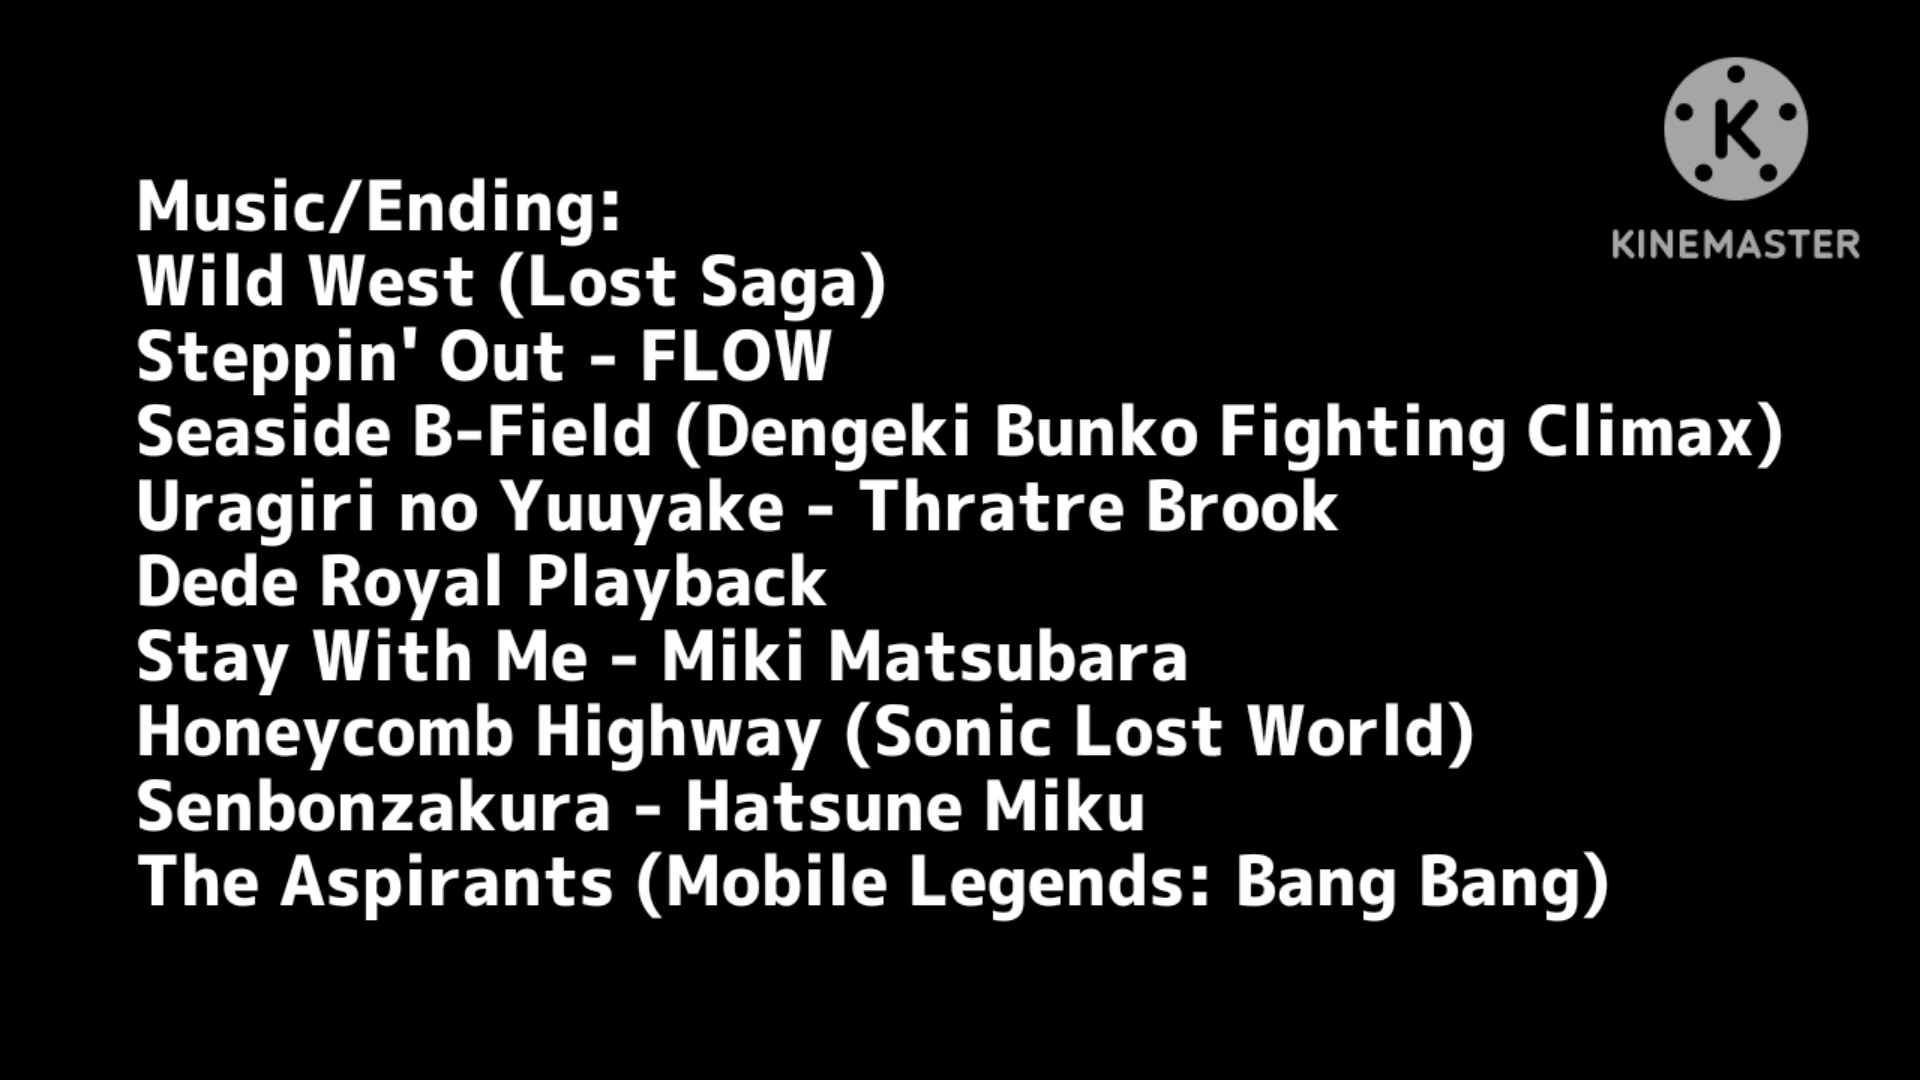 K
KINEMASTER
Music/Ending:
Wild West (Lost Saga)
Steppin' Out - FLOW
Seaside B-Field (Dengeki Bunko Fighting Climax)
Uragiri no Yuuyake - Thratre Brook
Dede Royal Playback
Stay With Me - Miki Matsubara
Honeycomb Highway (Sonic Lost World)
Senbonzakura - Hatsune Miku
The Aspirants (Mobile Legends: Bang Bang)